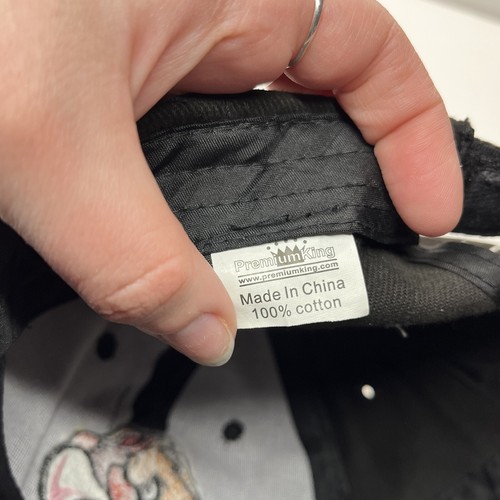 PremiumKing
www.premiumking.com
Made In China
100% cotton